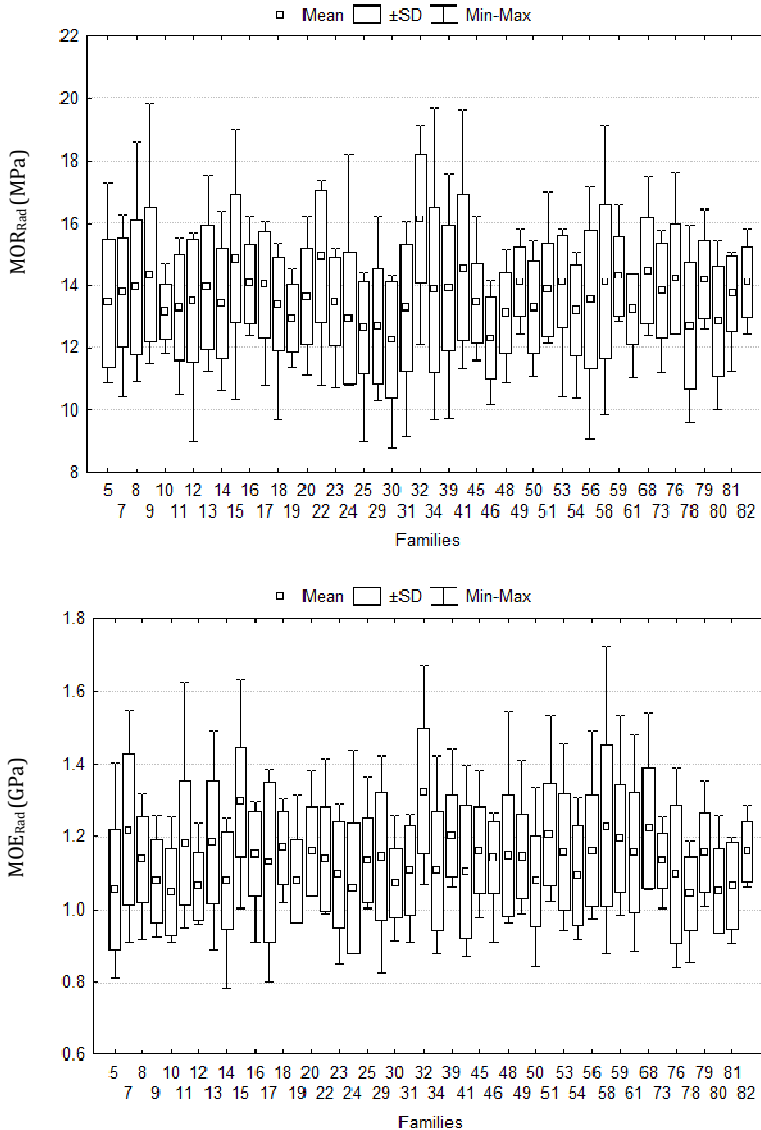 Mean ±SD Min-Max
22
20
18
16
14
12
10
8
MOR_Rad (MPa)
5 8 10 12 14 16 18 20 23 25 30 32 39 45 48 50 53 56 59 68 76 79 81
7 9 11 13 15 17 19 22 24 29 31 34 41 46 49 51 54 58 61 73 78 80 82
Families
Mean ±SD Min-Max
1.8
1.6
1.4
1.2
1.0
0.8
0.6
MOE_Rad (GPa)
5 8 10 12 14 16 18 20 23 25 30 32 39 45 48 50 53 56 59 68 76 79 81
7 9 11 13 15 17 19 22 24 29 31 34 41 46 49 51 54 58 61 73 78 80 82
Families